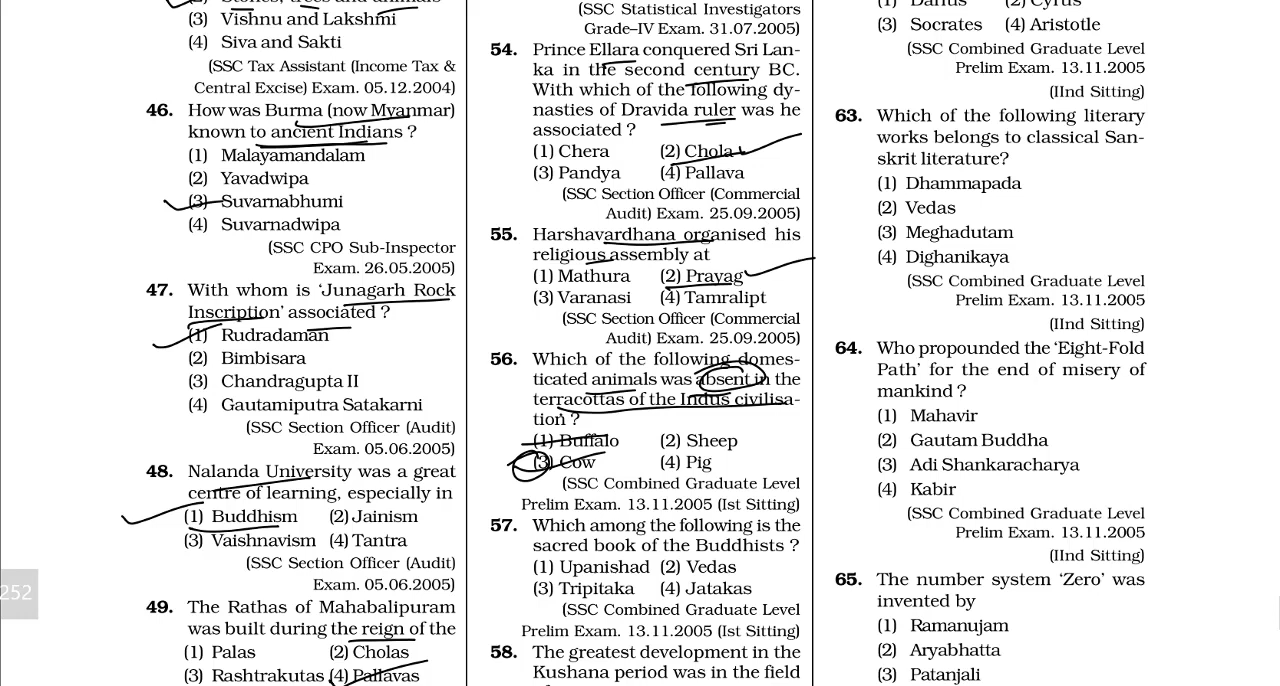 (2) Stones, trees and animals
(3) Vishnu and Lakshmi
(4) Siva and Sakti
(SSC Tax Assistant (Income Tax &
Central Excise) Exam. 05.12.2004)
46. How was Burma (now Myanmar)
known to ancient Indians ?
(1) Malayamandalam
(2) Yavadwipa
(3) Suvarnabhumi
(4) Suvarnadwipa
(SSC CPO Sub-Inspector
Exam. 26.05.2005)
47. With whom is ‘Junagarh Rock
Inscription’ associated ?
(1) Rudradaman
(2) Bimbisara
(3) Chandragupta II
(4) Gautamiputra Satakarni
(SSC Section Officer (Audit)
Exam. 05.06.2005)
48. Nalanda University was a great
centre of learning, especially in
(1) Buddhism (2) Jainism
(3) Vaishnavism (4) Tantra
(SSC Section Officer (Audit)
Exam. 05.06.2005)
49. The Rathas of Mahabalipuram
was built during the reign of the
(1) Palas (2) Cholas
(3) Rashtrakutas (4) Pallavas
252
(SSC Statistical Investigators
Grade–IV Exam. 31.07.2005)
54. Prince Ellara conquered Sri Lan-
ka in the second century BC.
With which of the following dy-
nasties of Dravida ruler was he
associated ?
(1) Chera (2) Chola
(3) Pandya (4) Pallava
(SSC Section Officer (Commercial
Audit) Exam. 25.09.2005)
55. Harshavardhana organised his
religious assembly at
(1) Mathura (2) Prayag
(3) Varanasi (4) Tamralipt
(SSC Section Officer (Commercial
Audit) Exam. 25.09.2005)
56. Which of the following domes-
ticated animals was absent in the
terracottas of the Indus civilisa-
tion ?
(1) Buffalo (2) Sheep
(3) Cow (4) Pig
(SSC Combined Graduate Level
Prelim Exam. 13.11.2005 (Ist Sitting)
57. Which among the following is the
sacred book of the Buddhists ?
(1) Upanishad (2) Vedas
(3) Tripitaka (4) Jatakas
(SSC Combined Graduate Level
Prelim Exam. 13.11.2005 (Ist Sitting)
58. The greatest development in the
Kushana period was in the field
(1) Darius (2) Cyrus
(3) Socrates (4) Aristotle
(SSC Combined Graduate Level
Prelim Exam. 13.11.2005
(IInd Sitting)
63. Which of the following literary
works belongs to classical San-
skrit literature?
(1) Dhammapada
(2) Vedas
(3) Meghadutam
(4) Dighanikaya
(SSC Combined Graduate Level
Prelim Exam. 13.11.2005
(IInd Sitting)
64. Who propounded the ‘Eight-Fold
Path’ for the end of misery of
mankind ?
(1) Mahavir
(2) Gautam Buddha
(3) Adi Shankaracharya
(4) Kabir
(SSC Combined Graduate Level
Prelim Exam. 13.11.2005
(IInd Sitting)
65. The number system ‘Zero’ was
invented by
(1) Ramanujam
(2) Aryabhatta
(3) Patanjali